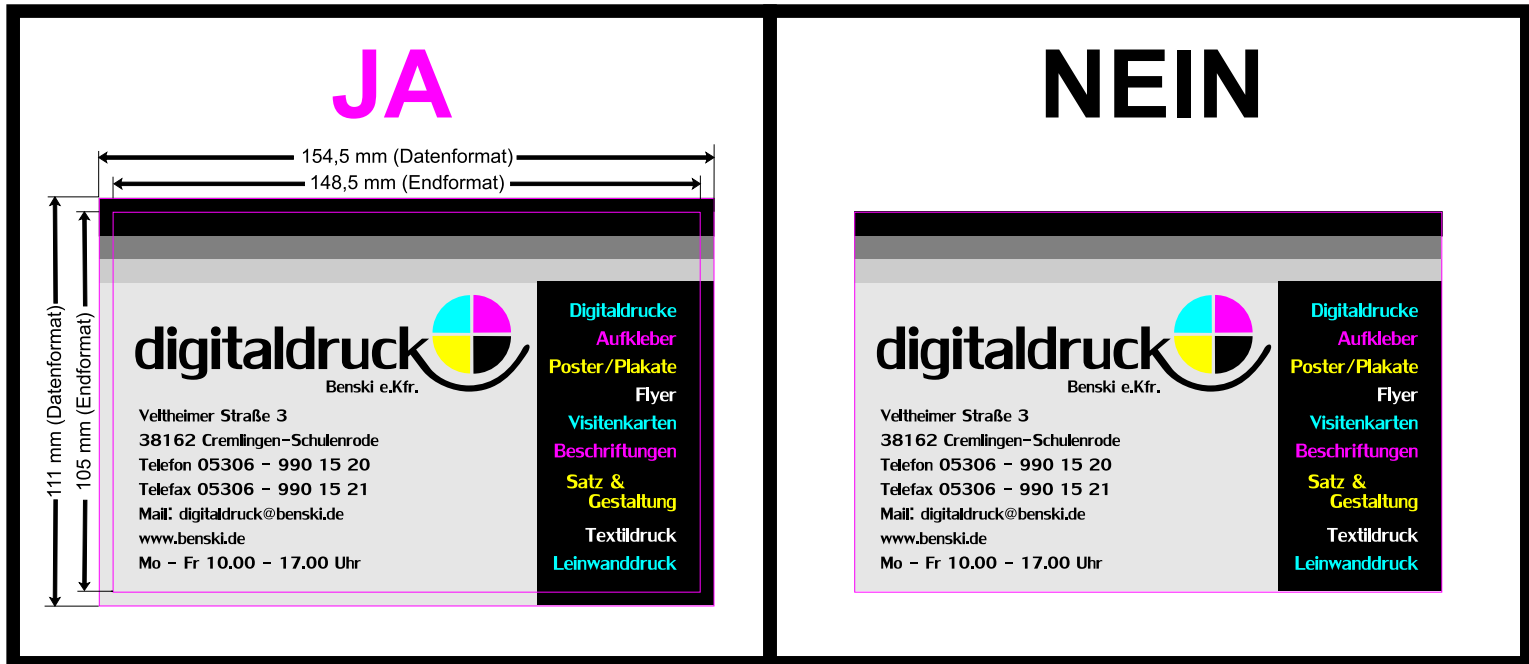 JA
154,5 mm (Datenformat)
148,5 mm (Endformat)
111 mm (Datenformat)
105 mm (Endformat)
digitaldruck
Benski e.Kfr.
Veltheimer Straße 3
38162 Cremlingen-Schulenrode
Telefon 05306 - 990 15 20
Telefax 05306 - 990 15 21
Mail: digitaldruck@benski.de
www.benski.de
Mo - Fr 10.00 - 17.00 Uhr
Digitaldrucke
Aufkleber
Poster/Plakate
Flyer
Visitenkarten
Beschriftungen
Satz &
Gestaltung
Textildruck
Leinwanddruck
NEIN
digitaldruck
Benski e.Kfr.
Veltheimer Straße 3
38162 Cremlingen-Schulenrode
Telefon 05306 - 990 15 20
Telefax 05306 - 990 15 21
Mail: digitaldruck@benski.de
www.benski.de
Mo - Fr 10.00 - 17.00 Uhr
Digitaldrucke
Aufkleber
Poster/Plakate
Flyer
Visitenkarten
Beschriftungen
Satz &
Gestaltung
Textildruck
Leinwanddruck